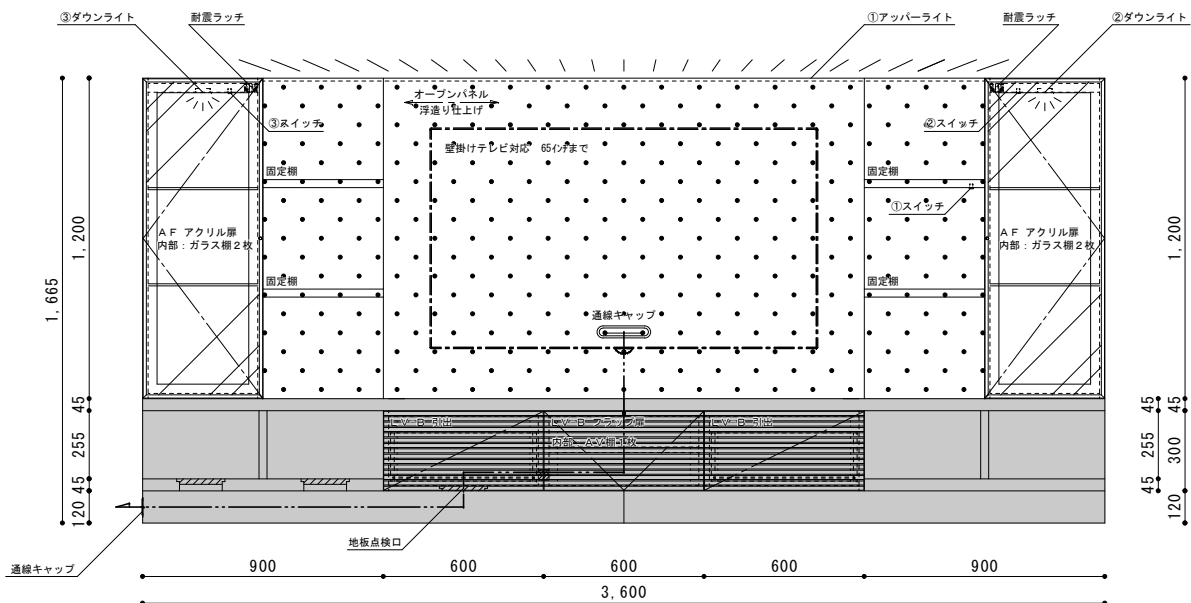 ③ダウンライト
耐震ラッチ
①アッパーライト
耐震ラッチ
②ダウンライト
オープンパネル
浮造り仕上げ
③スイッチ
②スイッチ
壁掛けテレビ対応 65インチまで
固定棚
固定棚
①スイッチ
ＡＦ アクリル扉
内部：ガラス棚２枚
ＡＦ アクリル扉
内部：ガラス棚２枚
固定棚
固定棚
通線キャップ
ＬＶ－Ｂ 引出
ＬＶ－Ｂ フラップ扉
ＬＶ－Ｂ 引出
内部：ＡＶ棚１枚
地板点検口
通線キャップ
1,665
1,200
45
255
45
120
1,200
45
255
45
45
300
120
900
600
600
600
900
3,600